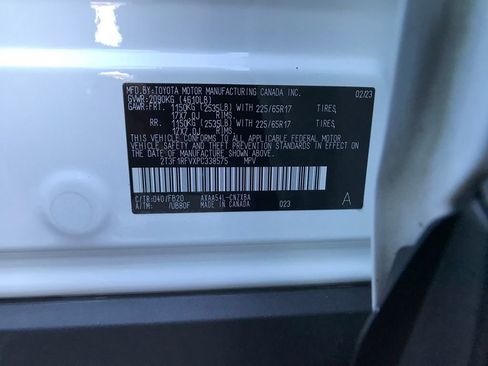 MFD.BY:TOYOTA MOTOR MANUFACTURING CANADA INC. 02/23
GVWR:2090KG (4610LB)
GAWR:FRT. 1150KG (2535LB) WITH 225/65R17 TIRES,
17X7.0J RIMS,
RR. 1150KG (2535LB) WITH 225/65R17 TIRES,
17X7.0J RIMS.
THIS VEHICLE CONFORMS TO ALL APPLICABLE FEDERAL MOTOR
VEHICLE SAFETY, BUMPER, AND THEFT PREVENTION STANDARDS IN EFFECT
ON THE DATE OF MANUFACTURE SHOWN ABOVE.
2T3F1RFVXPC338575 MPV
C/TR:040/FB20 AXAA54L-CNZXBA A
A/TM: /UB80F MADE IN CANADA 023